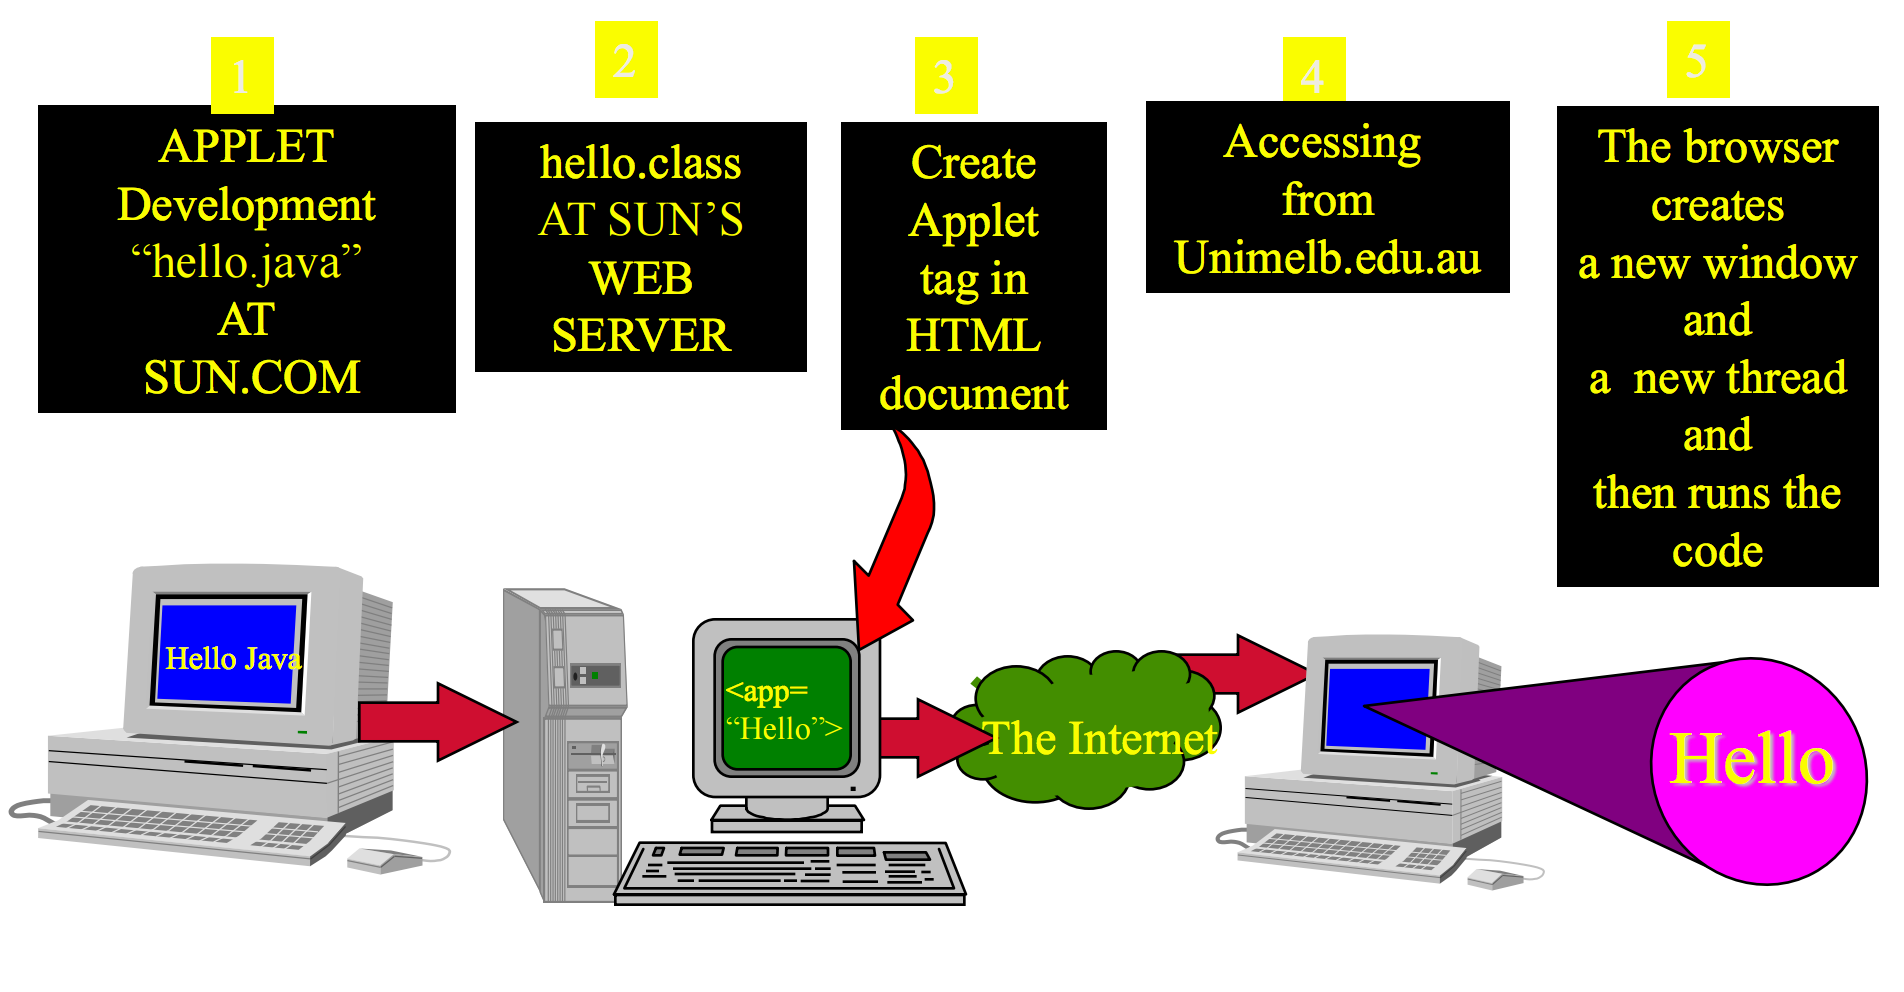 1
APPLET
Development
“hello.java”
AT
SUN.COM
2
hello.class
AT SUN’S
WEB
SERVER
3
Create
Applet
tag in
HTML
document
4
Accessing
from
Unimelb.edu.au
5
The browser
creates
a new window
and
a  new thread
and
then runs the
code
Hello Java
<app=
“Hello”>
The Internet
Hello